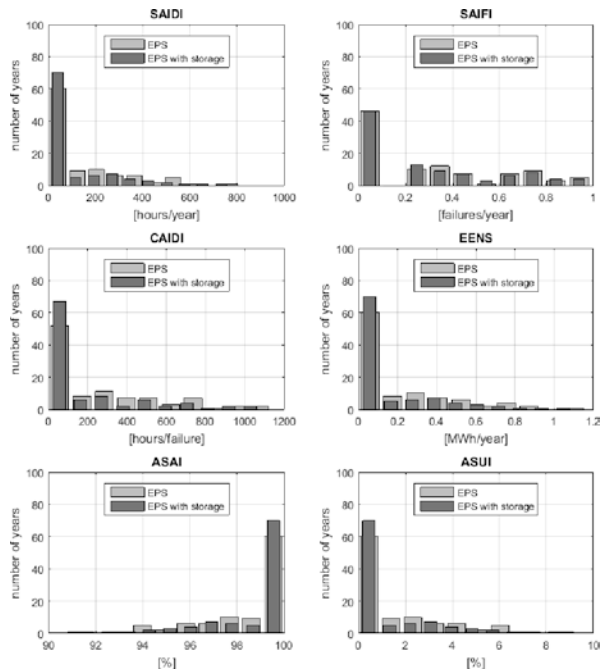 SAIDI
number of years
100
80
60
40
20
0
EPS
EPS with storage
0 200 400 600 800 1000
[hours/year]
SAIFI
number of years
100
80
60
40
20
0
EPS
EPS with storage
0 0.2 0.4 0.6 0.8 1
[failures/year]
CAIDI
number of years
100
80
60
40
20
0
EPS
EPS with storage
0 200 400 600 800 1000 1200
[hours/failure]
EENS
number of years
100
80
60
40
20
0
EPS
EPS with storage
0 0.2 0.4 0.6 0.8 1 1.2
[MWh/year]
ASAI
number of years
100
80
60
40
20
0
EPS
EPS with storage
90 92 94 96 98 100
[%]
ASUI
number of years
100
80
60
40
20
0
EPS
EPS with storage
0 2 4 6 8 10
[%]